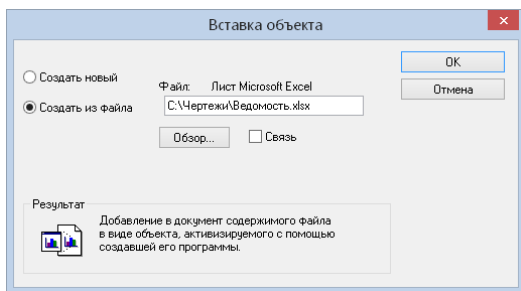 Вставка объекта
Создать новый
Создать из файла
Файл: Лист Microsoft Excel
C:\Чертежи\Ведомость.xlsx
Обзор...
Связь
OK
Отмена
Результат
Добавление в документ содержимого файла
в виде объекта, активизируемого с помощью
создавшей его программы.